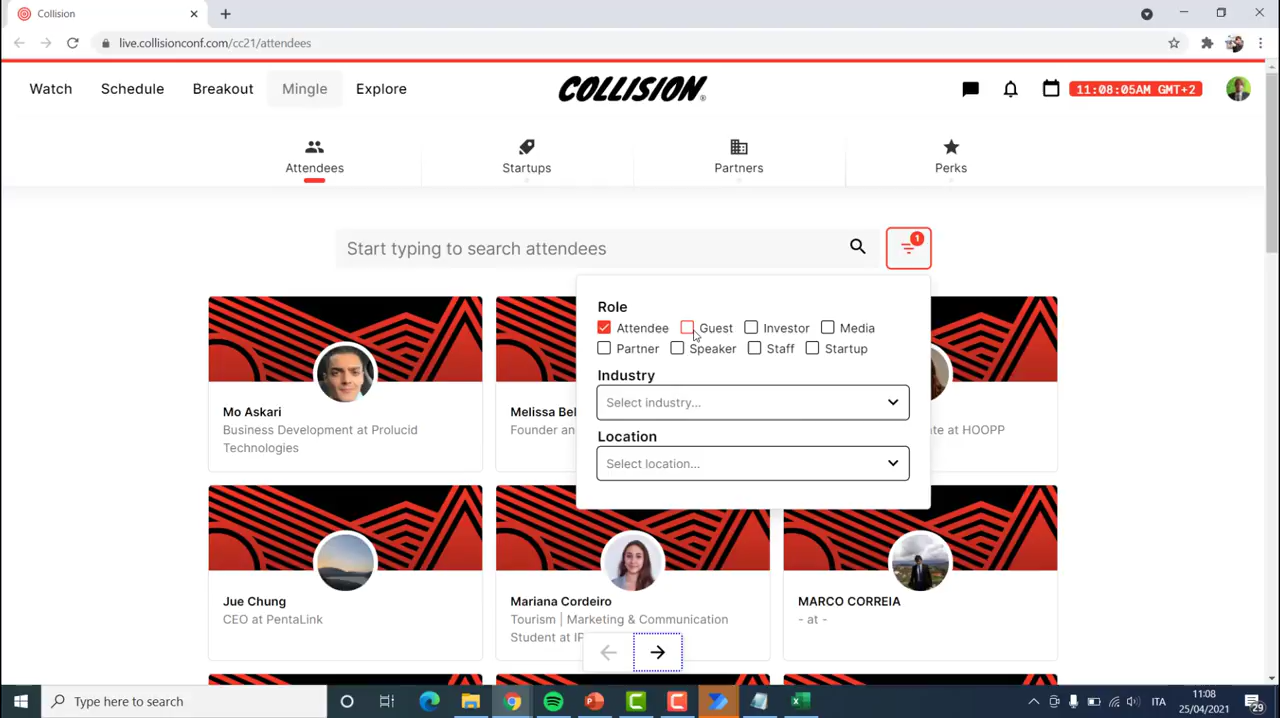 Collision
live.collisionconf.com/cc21/attendees
Watch Schedule Breakout Mingle Explore COLLISION 11:08:05AM GMT+2
Attendees Startups Partners Perks
Start typing to search attendees 1
Role
Attendee Guest Investor Media
Partner Speaker Staff Startup
Industry
Select industry...
Location
Select location...
Mo Askari
Business Development at Prolucid
Technologies
Melissa Bel
Founder an
te at HOOPP
Jue Chung
CEO at PentaLink
Mariana Cordeiro
Tourism | Marketing & Communication
Student at IP
MARCO CORREIA
- at -
Type here to search
ITA
11:08
25/04/2021
29